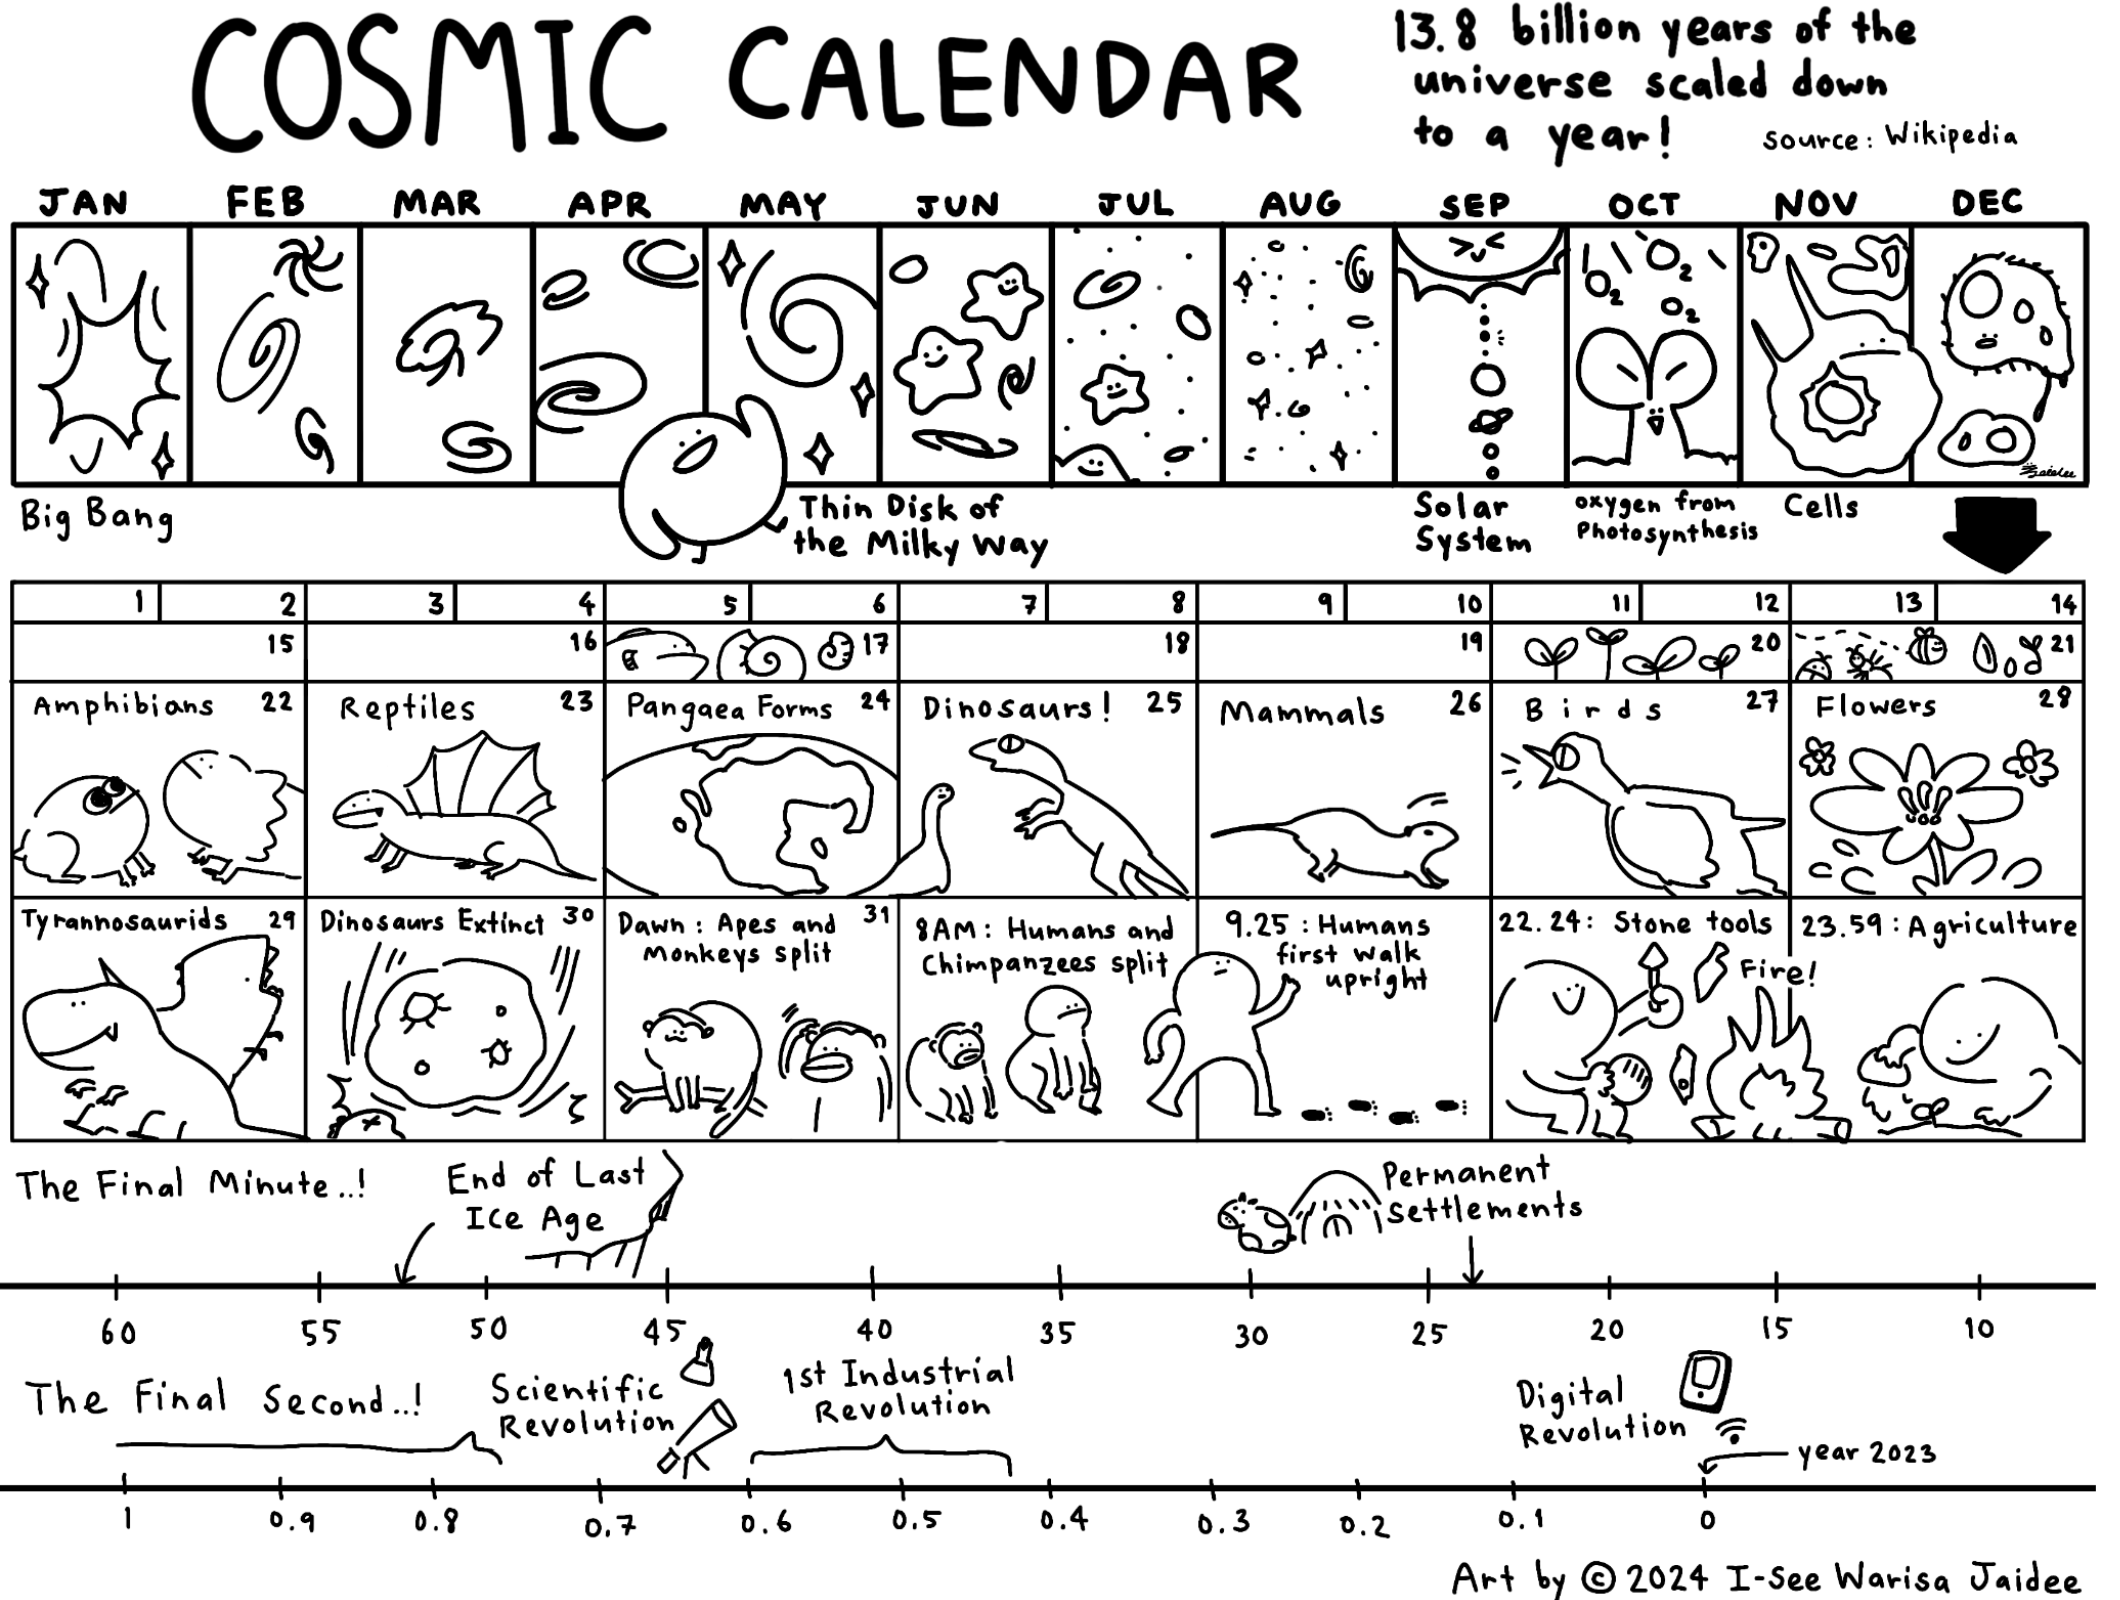 COSMIC CALENDAR
13.8 billion years of the
universe scaled down
to a year!
source: Wikipedia
JAN FEB MAR APR MAY JUN JUL AUG SEP OCT NOV DEC
O2
O2
O2
Big Bang
Thin Disk of
the Milky Way
Solar
System
oxygen from
Photosynthesis
Cells
1 2 3 4 5 6 7 8 9 10 11 12 13 14
15 16 17 18 19 20 21
Amphibians 22
Reptiles 23
Pangaea Forms 24
Dinosaurs! 25
Mammals 26
Birds 27
Flowers 28
Tyrannosaurids 29
Dinosaurs Extinct 30
Dawn: Apes and 31
Monkeys split
8AM: Humans and
Chimpanzees split
9.25: Humans
first walk
upright
22.24: Stone tools
Fire!
23.59: Agriculture
The Final Minute..!
End of Last
Ice Age
Permanent
Settlements
60 55 50 45 40 35 30 25 20 15 10
The Final Second..!
Scientific
Revolution
1st Industrial
Revolution
Digital
Revolution
year 2023
1 0.9 0.8 0.7 0.6 0.5 0.4 0.3 0.2 0.1 0
Art by © 2024 I-See Warisa Jaidee